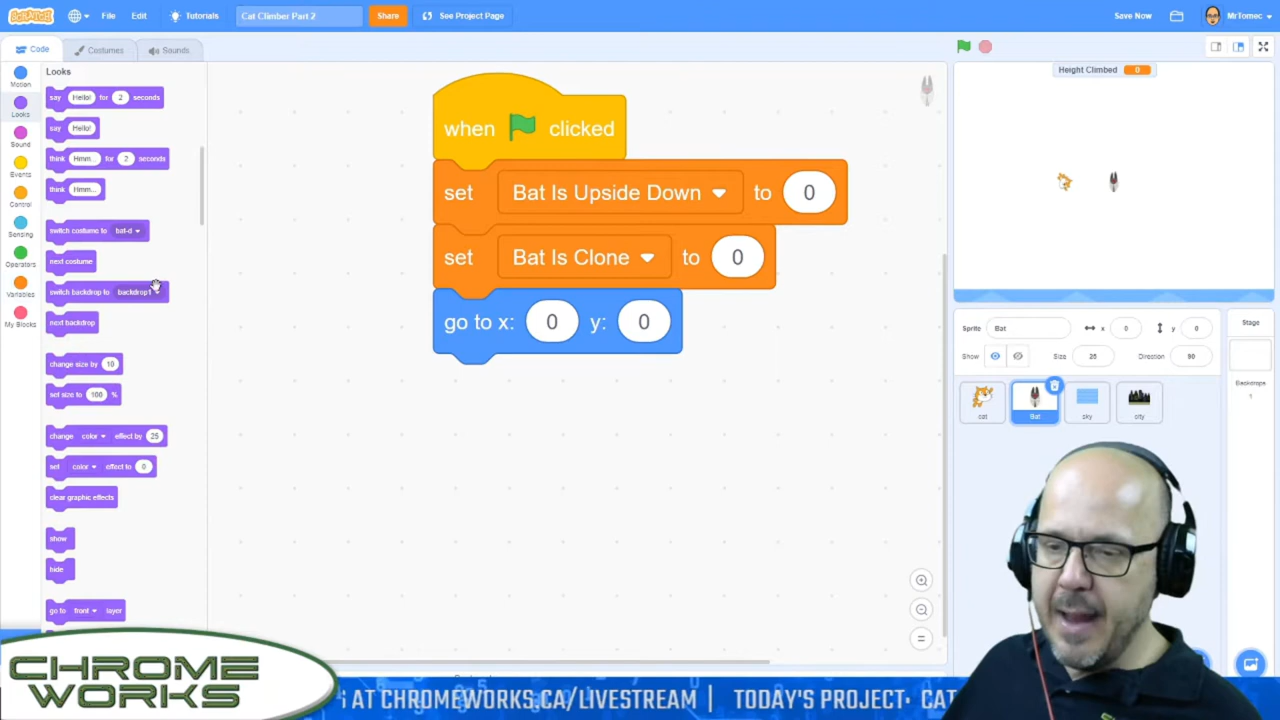 SCRATCH File Edit Tutorials Cat Climber Part 2 Share See Project Page Save Now MrTomec
Code Costumes Sounds
Motion
Looks
Sound
Events
Control
Sensing
Operators
Variables
My Blocks
Looks
say Hello! for 2 seconds
say Hello!
think Hmm... for 2 seconds
think Hmm...
switch costume to bat-d
next costume
switch backdrop to backdrop1
next backdrop
change size by 10
set size to 100 %
change color effect by 25
set color effect to 0
clear graphic effects
show
hide
go to front layer
when clicked
set Bat Is Upside Down to 0
set Bat Is Clone to 0
go to x: 0 y: 0
Height Climbed 0
Sprite Bat x 0 y 0
Show Size 28 Direction 90
cat Bat sky city
Stage
Backdrops
1
CHROME
WORKS
AT CHROMEWORKS.CA/LIVESTREAM | TODAY'S PROJECT: CAT